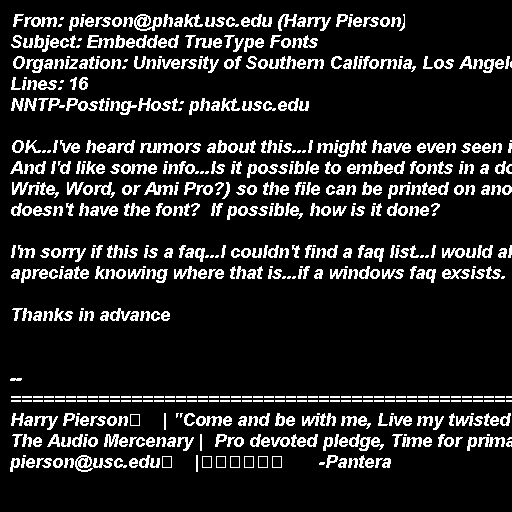 From: pierson@phakt.usc.edu (Harry Pierson)
Subject: Embedded TrueType Fonts
Organization: University of Southern California, Los Angel
Lines: 16
NNTP-Posting-Host: phakt.usc.edu

OK...I've heard rumors about this...I might have even seen i
And I'd like some info...Is it possible to embed fonts in a do
Write, Word, or Ami Pro?) so the file can be printed on ano
doesn't have the font?  If possible, how is it done?

I'm sorry if this is a faq...I couldn't find a faq list...I would al
apreciate knowing where that is...if a windows faq exsists.

Thanks in advance

--
==============================================
Harry Pierson□    | "Come and be with me, Live my twisted
The Audio Mercenary |  Pro devoted pledge, Time for prima
pierson@usc.edu□    |□□□□□□      -Pantera